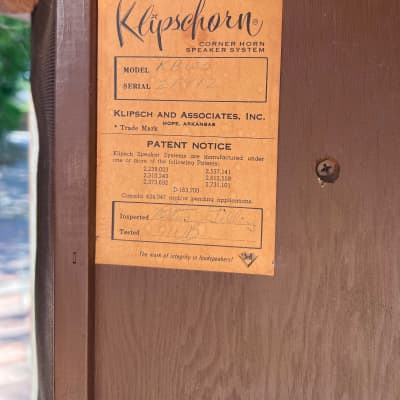 Klipschorn®
CORNER HORN
SPEAKER SYSTEM
MODEL
SERIAL
KLIPSCH AND ASSOCIATES, INC.
HOPE, ARKANSAS
* Trade Mark
PATENT NOTICE
Klipsch Speaker Systems are manufactured under
one or more of the following Patents:
2,537,141
2,310,243
2,373,692 2,731,101
D-163,700
Canada and/or pending applications.
Inspected
Tested
The mark of integrity in loudspeakers!